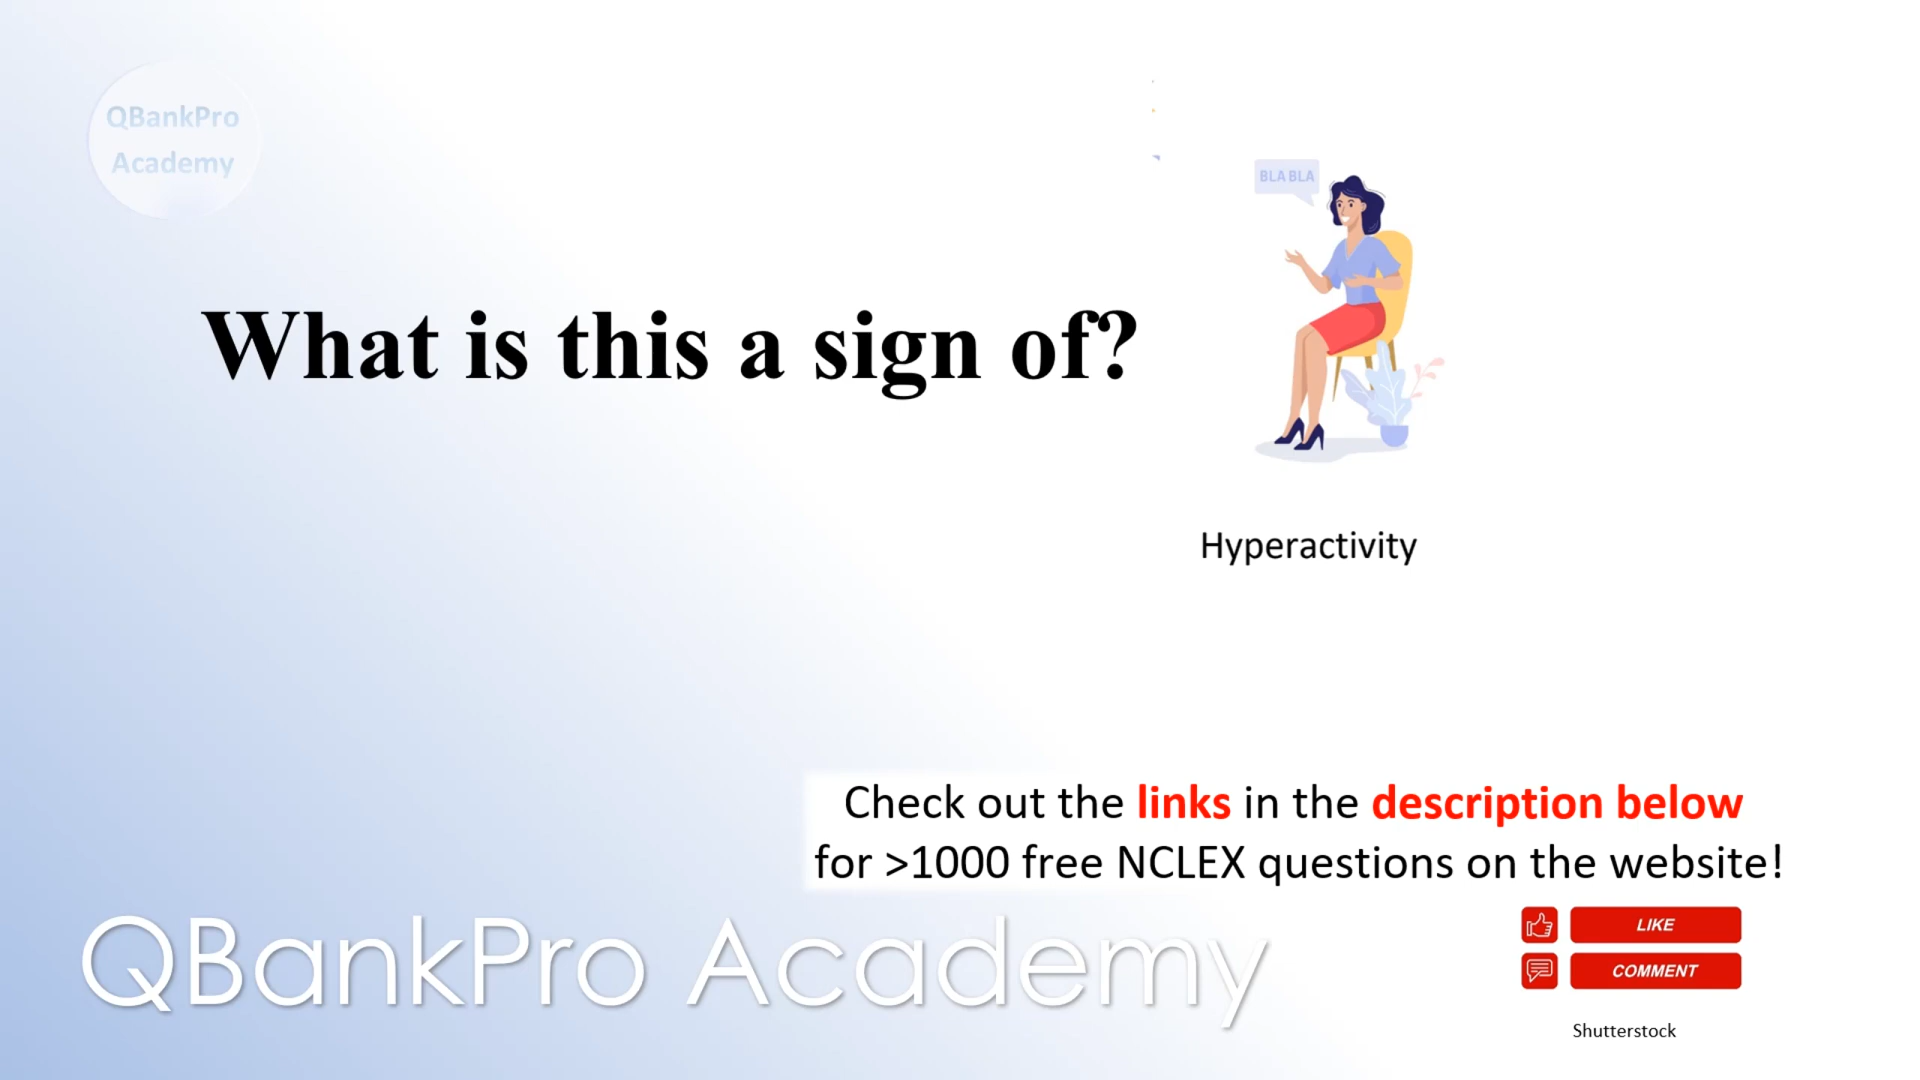 QBankPro
Academy
BLA BLA
What is this a sign of?
Hyperactivity
Check out the links in the description below
for >1000 free NCLEX questions on the website!
QBankPro Academy
LIKE
COMMENT
Shutterstock